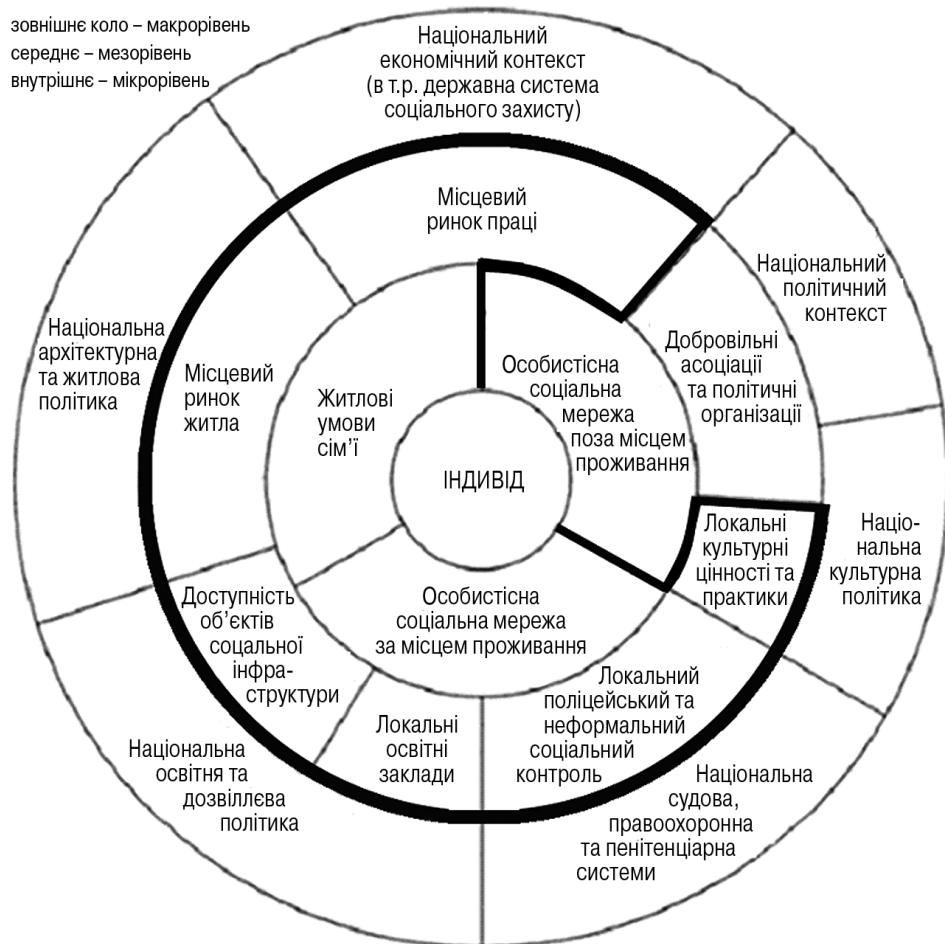 зовнішнє коло – макрорівень
середнє – мезорівень
внутрішнє – мікрорівень
Національний
економічний контекст
(в т.р. державна система
соціального захисту)
Місцевий
ринок праці
Національний
політичний
контекст
Національна
архітектурна
та житлова
політика
Місцевий
ринок
житла
Житлові
умови
сім’ї
Особистісна
соціальна
мережа
поза місцем
проживання
Добровільні
асоціації
та політичні
організації
ІНДИВІД
Локальні
культурні
цінності та
практики
Націо-
нальна
культурна
політика
Доступність
об’єктів
соцальної
інфра-
структури
Особистісна
соціальна мережа
за місцем проживання
Локальні
освітні
заклади
Локальний
поліцейський та
неформальний
соціальний
контроль
Національна
освітня та
дозвіллєва
політика
Національна
судова,
правоохоронна
та пенітенціарна
системи